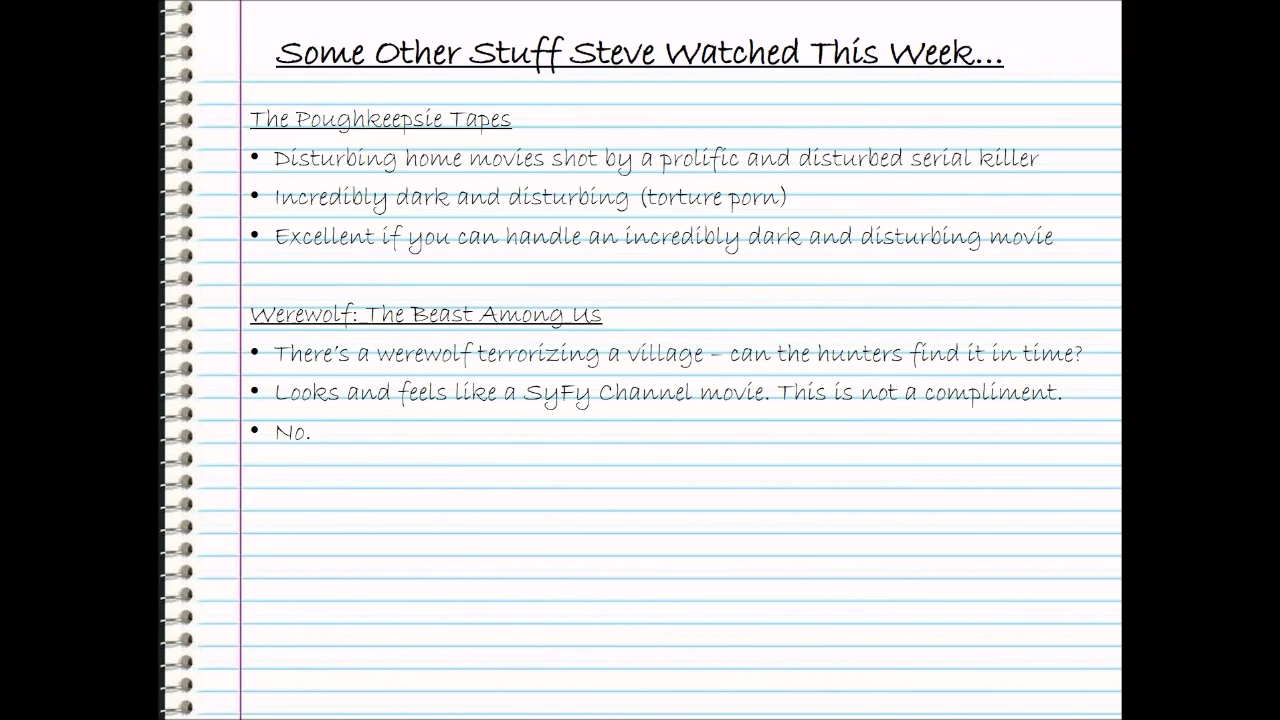 Some Other Stuff Steve Watched This Week...
The Poughkeepsie Tapes
• Disturbing home movies shot by a prolific and disturbed serial killer
• Incredibly dark and disturbing (torture porn)
• Excellent if you can handle an incredibly dark and disturbing movie
Werewolf: The Beast Among Us
• There's a werewolf terrorizing a village – can the hunters find it in time?
• Looks and feels like a SyFy Channel movie. This is not a compliment.
• No.